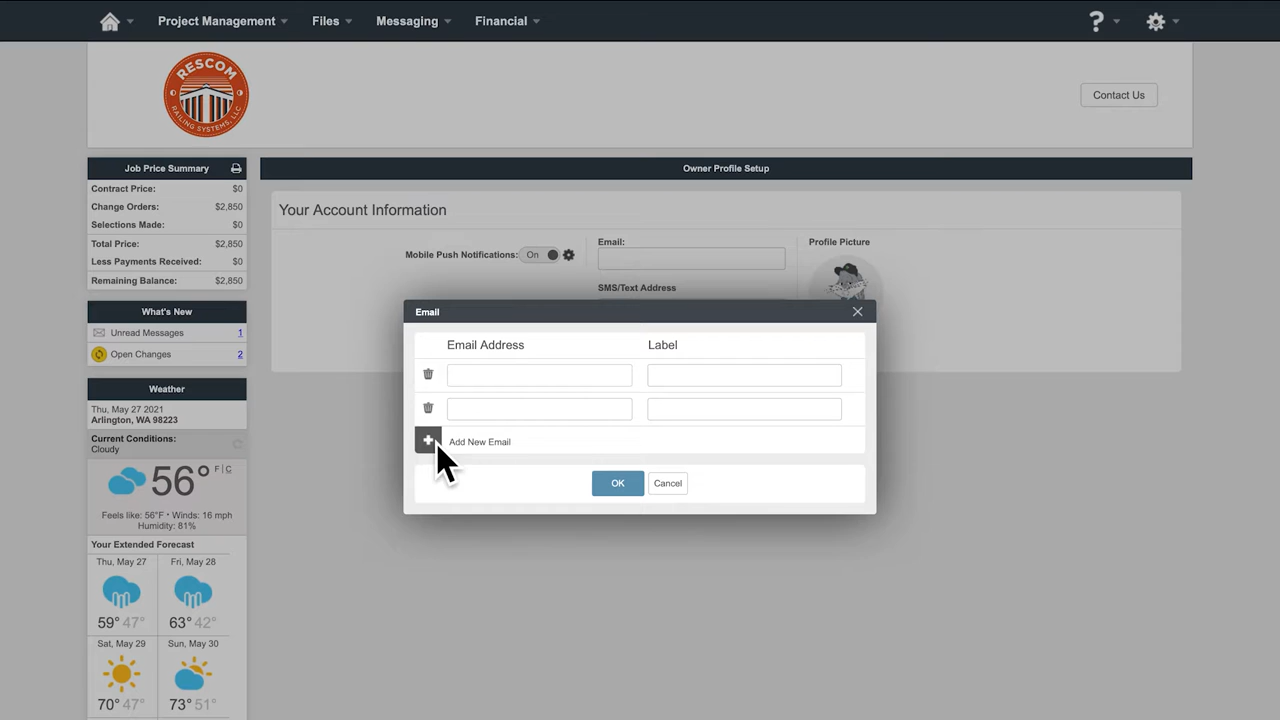 Project Management
Files
Messaging
Financial
?
RESCOM
RAILING SYSTEMS, LLC
Contact Us
Job Price Summary
Contract Price: $0
Change Orders: $2,850
Selections Made: $0
Total Price: $2,850
Less Payments Received: $0
Remaining Balance: $2,850
What's New
Unread Messages 1
Open Changes 2
Weather
Thu, May 27 2021
Arlington, WA 98223
Current Conditions:
Cloudy
56° F|C
Feels like: 56°F • Winds: 16 mph
Humidity: 81%
Your Extended Forecast
Thu, May 27 Fri, May 28
59° 47° 63° 42°
Sat, May 29 Sun, May 30
70° 47° 73° 51°
Owner Profile Setup
Your Account Information
Mobile Push Notifications: On
Email:
SMS/Text Address
Profile Picture
Email
Email Address Label
Add New Email
OK Cancel